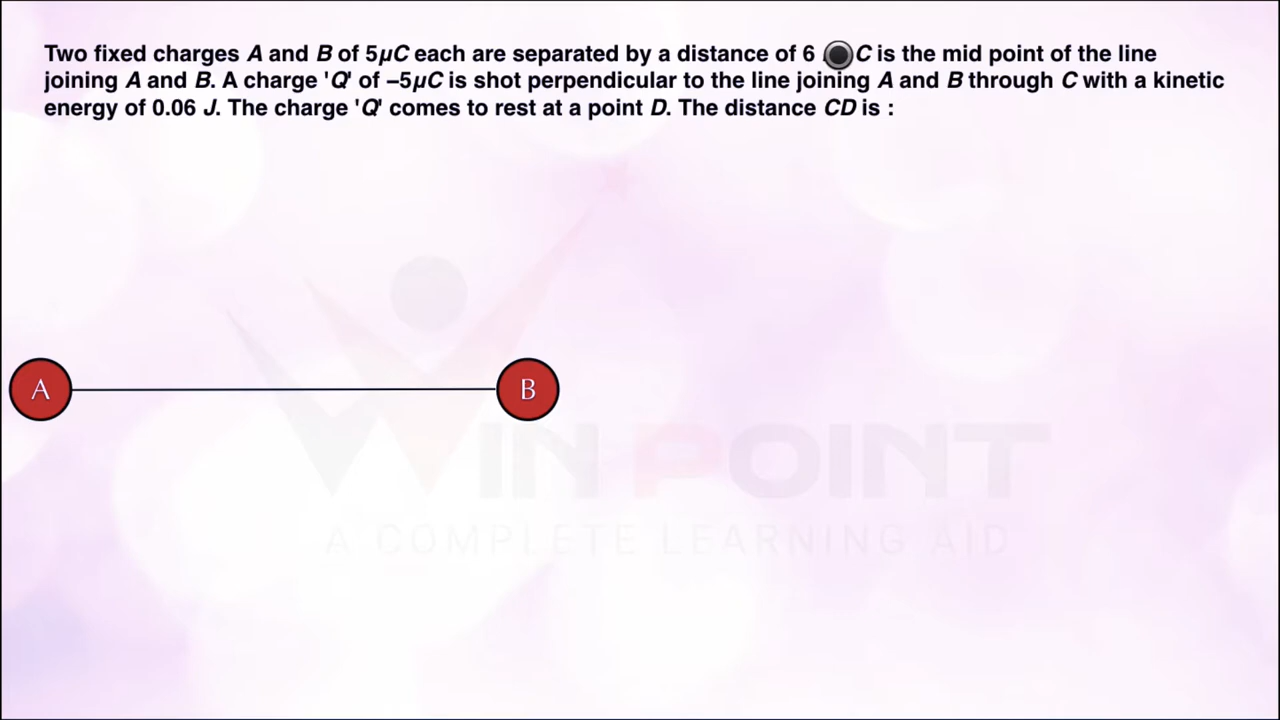 Two fixed charges A and B of 5μC each are separated by a distance of 6 C is the mid point of the line
joining A and B. A charge 'Q' of –5μC is shot perpendicular to the line joining A and B through C with a kinetic
energy of 0.06 J. The charge 'Q' comes to rest at a point D. The distance CD is :
A
B
WIN POINT
A COMPLETE LEARNING AID